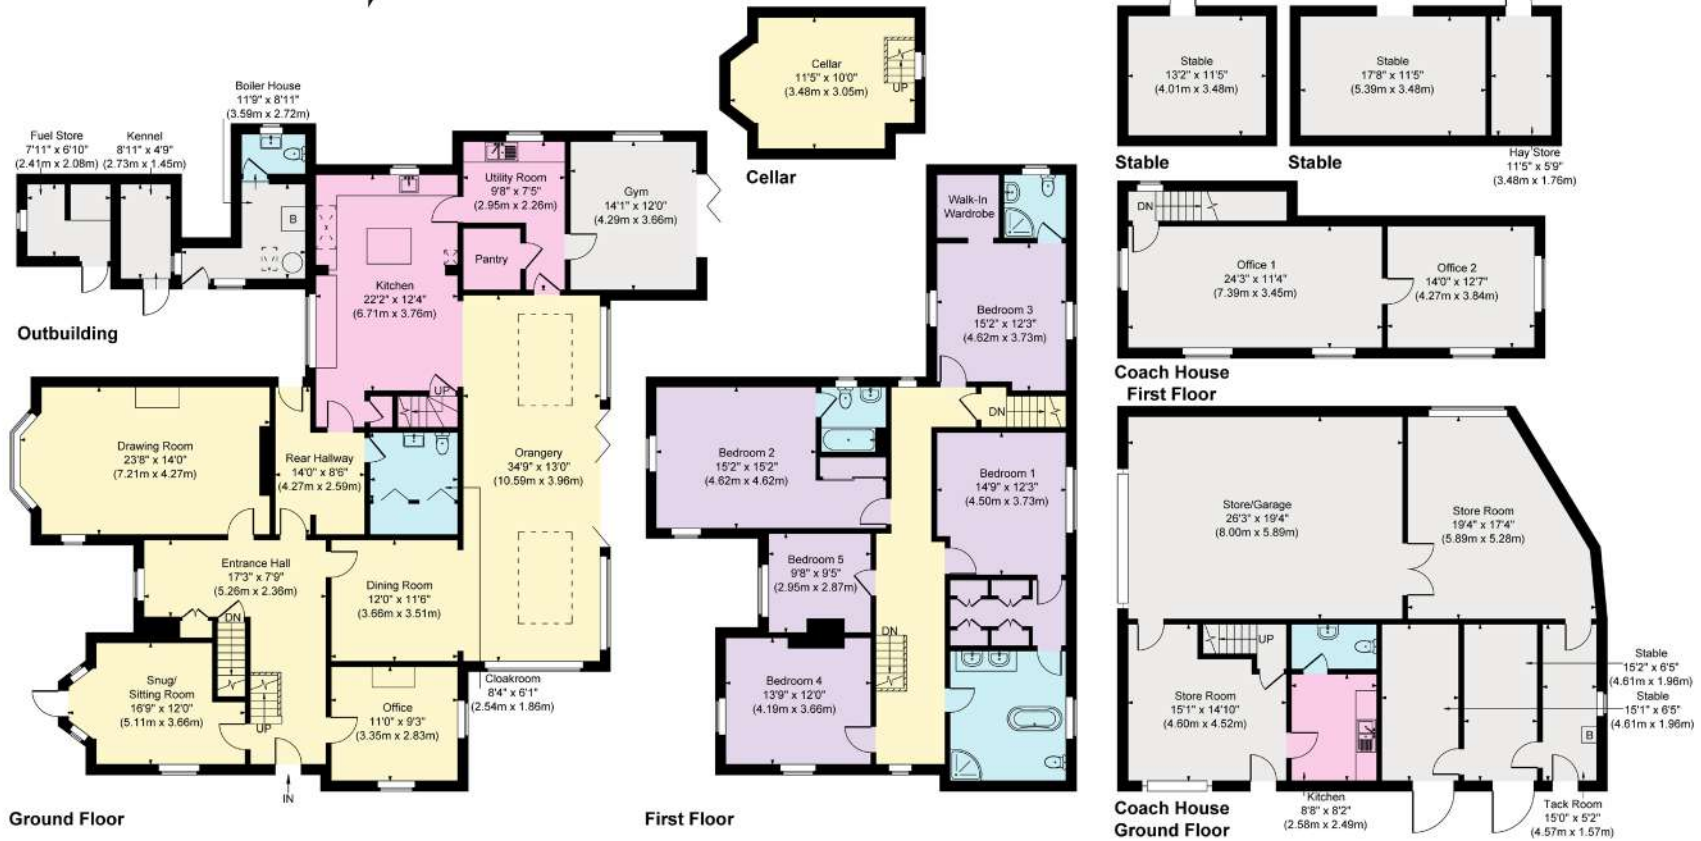 Boiler House
11'9" x 8'11"
(3.59m x 2.72m)
Fuel Store
7'11" x 6'10"
(2.41m x 2.08m)
Kennel
8'11" x 4'9"
(2.73m x 1.45m)
B
Outbuilding
Utility Room
9'8" x 7'5"
(2.95m x 2.26m)
Gym
14'1" x 12'0"
(4.29m x 3.66m)
Pantry
Kitchen
22'2" x 12'4"
(6.71m x 3.76m)
UP
Drawing Room
23'8" x 14'0"
(7.21m x 4.27m)
Rear Hallway
14'0" x 8'6"
(4.27m x 2.59m)
Orangery
34'9" x 13'0"
(10.59m x 3.96m)
Entrance Hall
17'3" x 7'9"
(5.26m x 2.36m)
DN
Dining Room
12'0" x 11'6"
(3.66m x 3.51m)
Snug/
Sitting Room
16'9" x 12'0"
(5.11m x 3.66m)
UP
Office
11'0" x 9'3"
(3.35m x 2.83m)
Cloakroom
8'4" x 6'1"
(2.54m x 1.86m)
IN
Ground Floor
Cellar
11'5" x 10'0"
(3.48m x 3.05m)
UP
Cellar
Walk-In
Wardrobe
Bedroom 3
15'2" x 12'3"
(4.62m x 3.73m)
DN
Bedroom 2
15'2" x 15'2"
(4.62m x 4.62m)
Bedroom 1
14'9" x 12'3"
(4.50m x 3.73m)
Bedroom 5
9'8" x 9'5"
(2.95m x 2.87m)
DN
Bedroom 4
13'9" x 12'0"
(4.19m x 3.66m)
First Floor
Stable
13'2" x 11'5"
(4.01m x 3.48m)
Stable
Stable
17'8" x 11'5"
(5.39m x 3.48m)
Stable
Hay Store
11'5" x 5'9"
(3.48m x 1.76m)
DN
Office 1
24'3" x 11'4"
(7.39m x 3.45m)
Office 2
14'0" x 12'7"
(4.27m x 3.84m)
Coach House
First Floor
Store/Garage
26'3" x 19'4"
(8.00m x 5.89m)
Store Room
19'4" x 17'4"
(5.89m x 5.28m)
UP
Store Room
15'1" x 14'10"
(4.60m x 4.52m)
Stable
15'2" x 6'5"
(4.61m x 1.96m)
Stable
15'1" x 6'5"
(4.61m x 1.96m)
B
Kitchen
8'8" x 8'2"
(2.58m x 2.49m)
Tack Room
15'0" x 5'2"
(4.57m x 1.57m)
Coach House
Ground Floor